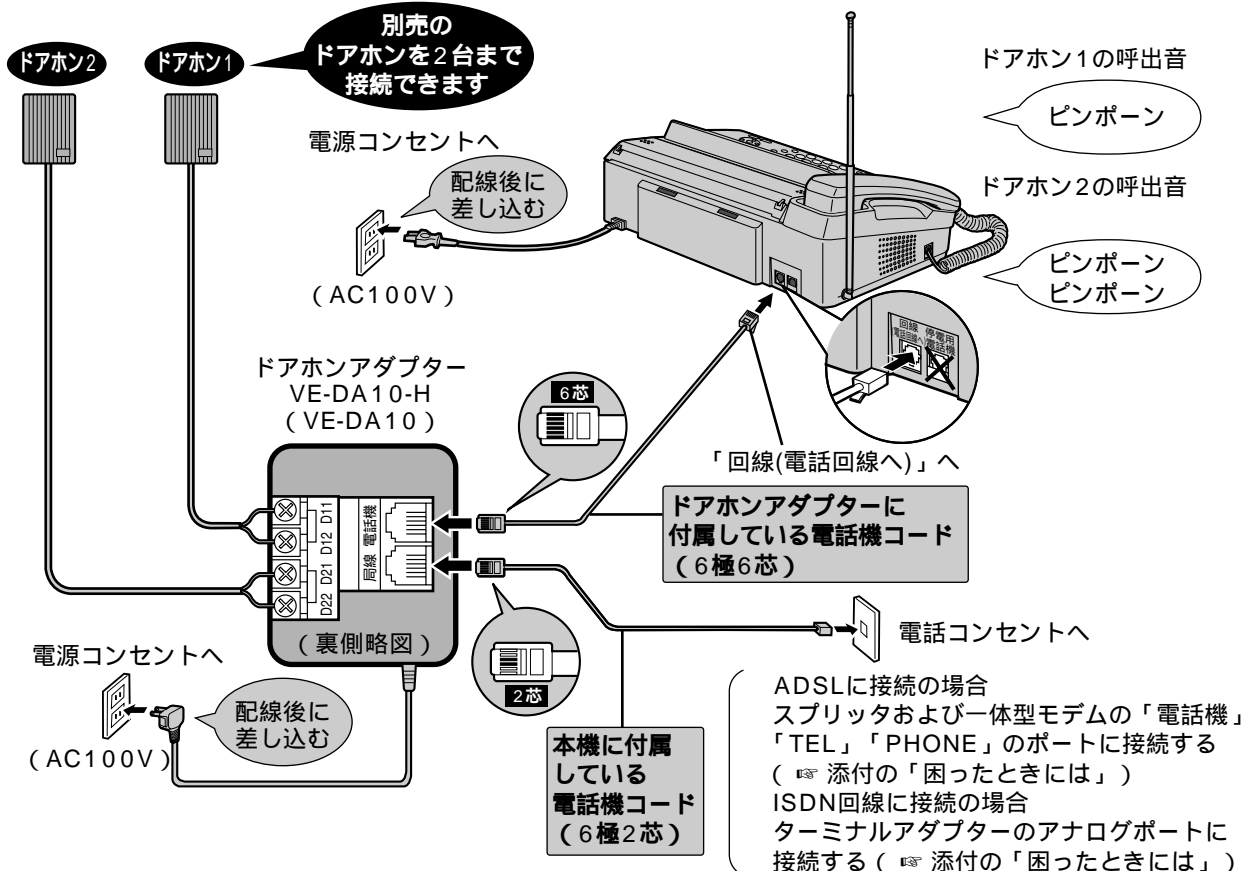 別売の
ドアホンを2台まで
接続できます
ドアホン2
ドアホン1
ドアホン1の呼出音
ピンポーン
ドアホン2の呼出音
ピンポーン
ピンポーン
電源コンセントへ
配線後に
差し込む
(AC100V)
回線
電話回線へ
停電用
電話機
「回線(電話回線へ)」へ
ドアホンアダプター
VE-DA10-H
(VE-DA10)
6芯
D11
D12
D21
D22
電話機
局線
(裏側略図)
2芯
ドアホンアダプターに
付属している電話機コード
(6極6芯)
電話コンセントへ
電源コンセントへ
配線後に
差し込む
(AC100V)
本機に付属
している
電話機コード
(6極2芯)
ADSLに接続の場合
スプリッタおよび一体型モデムの「電話機」
「TEL」「PHONE」のポートに接続する
(☞ 添付の「困ったときには」)
ISDN回線に接続の場合
ターミナルアダプターのアナログポートに
接続する(☞ 添付の「困ったときには」)